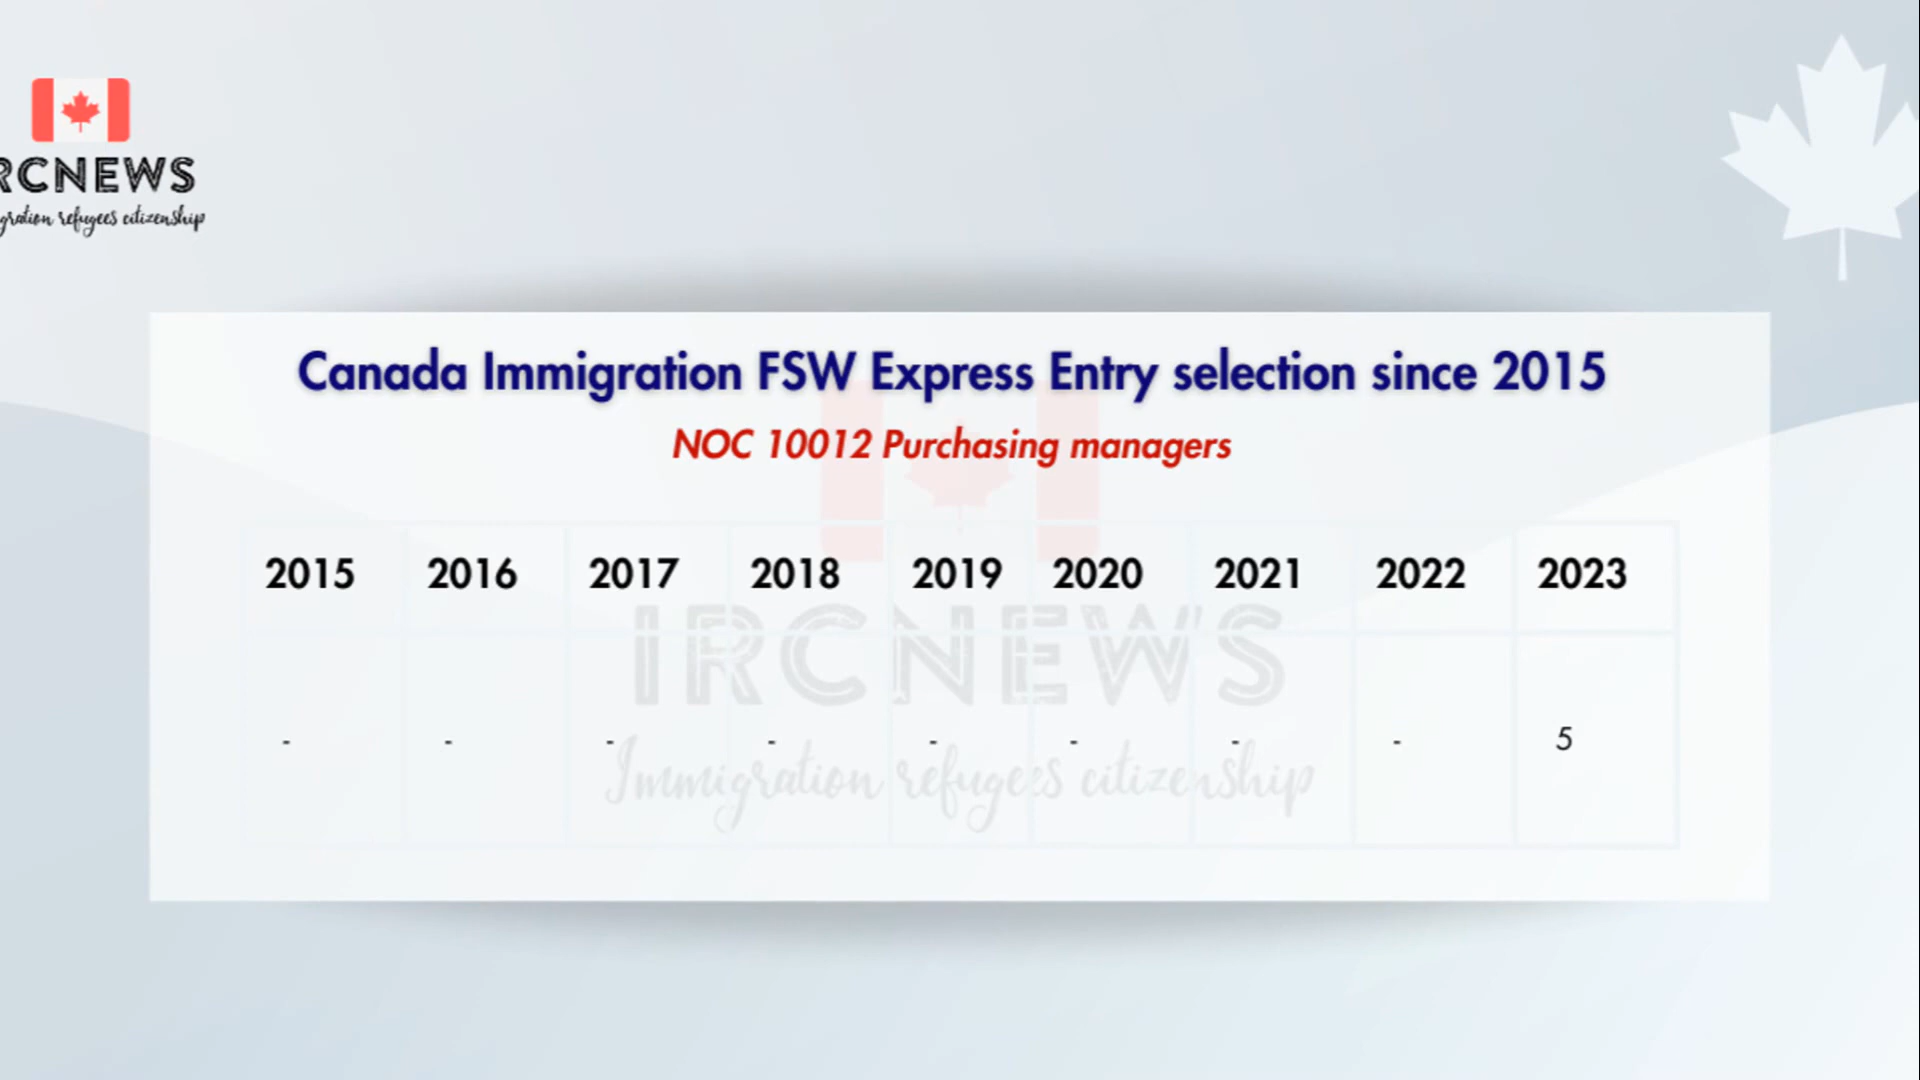 RCNEWS
gration refugees citizenship
Canada Immigration FSW Express Entry selection since 2015
NOC 10012 Purchasing managers
2015 2016 2017 2018 2019 2020 2021 2022 2023
IRCNEWS
- - - - - - - - 5
Immigration refugees citizenship